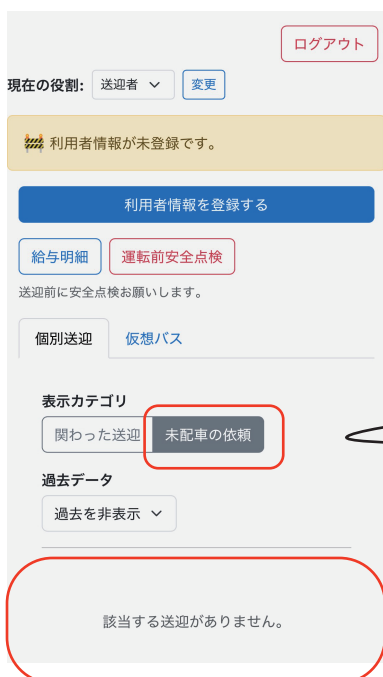 ログアウト
現在の役割: 送迎者 変更
🚧 利用者情報が未登録です。
利用者情報を登録する
給与明細 運転前安全点検
送迎前に安全点検お願いします。
個別送迎 仮想バス
表示カテゴリ
関わった送迎 未配車の依頼
過去データ
過去を非表示
該当する送迎がありません。